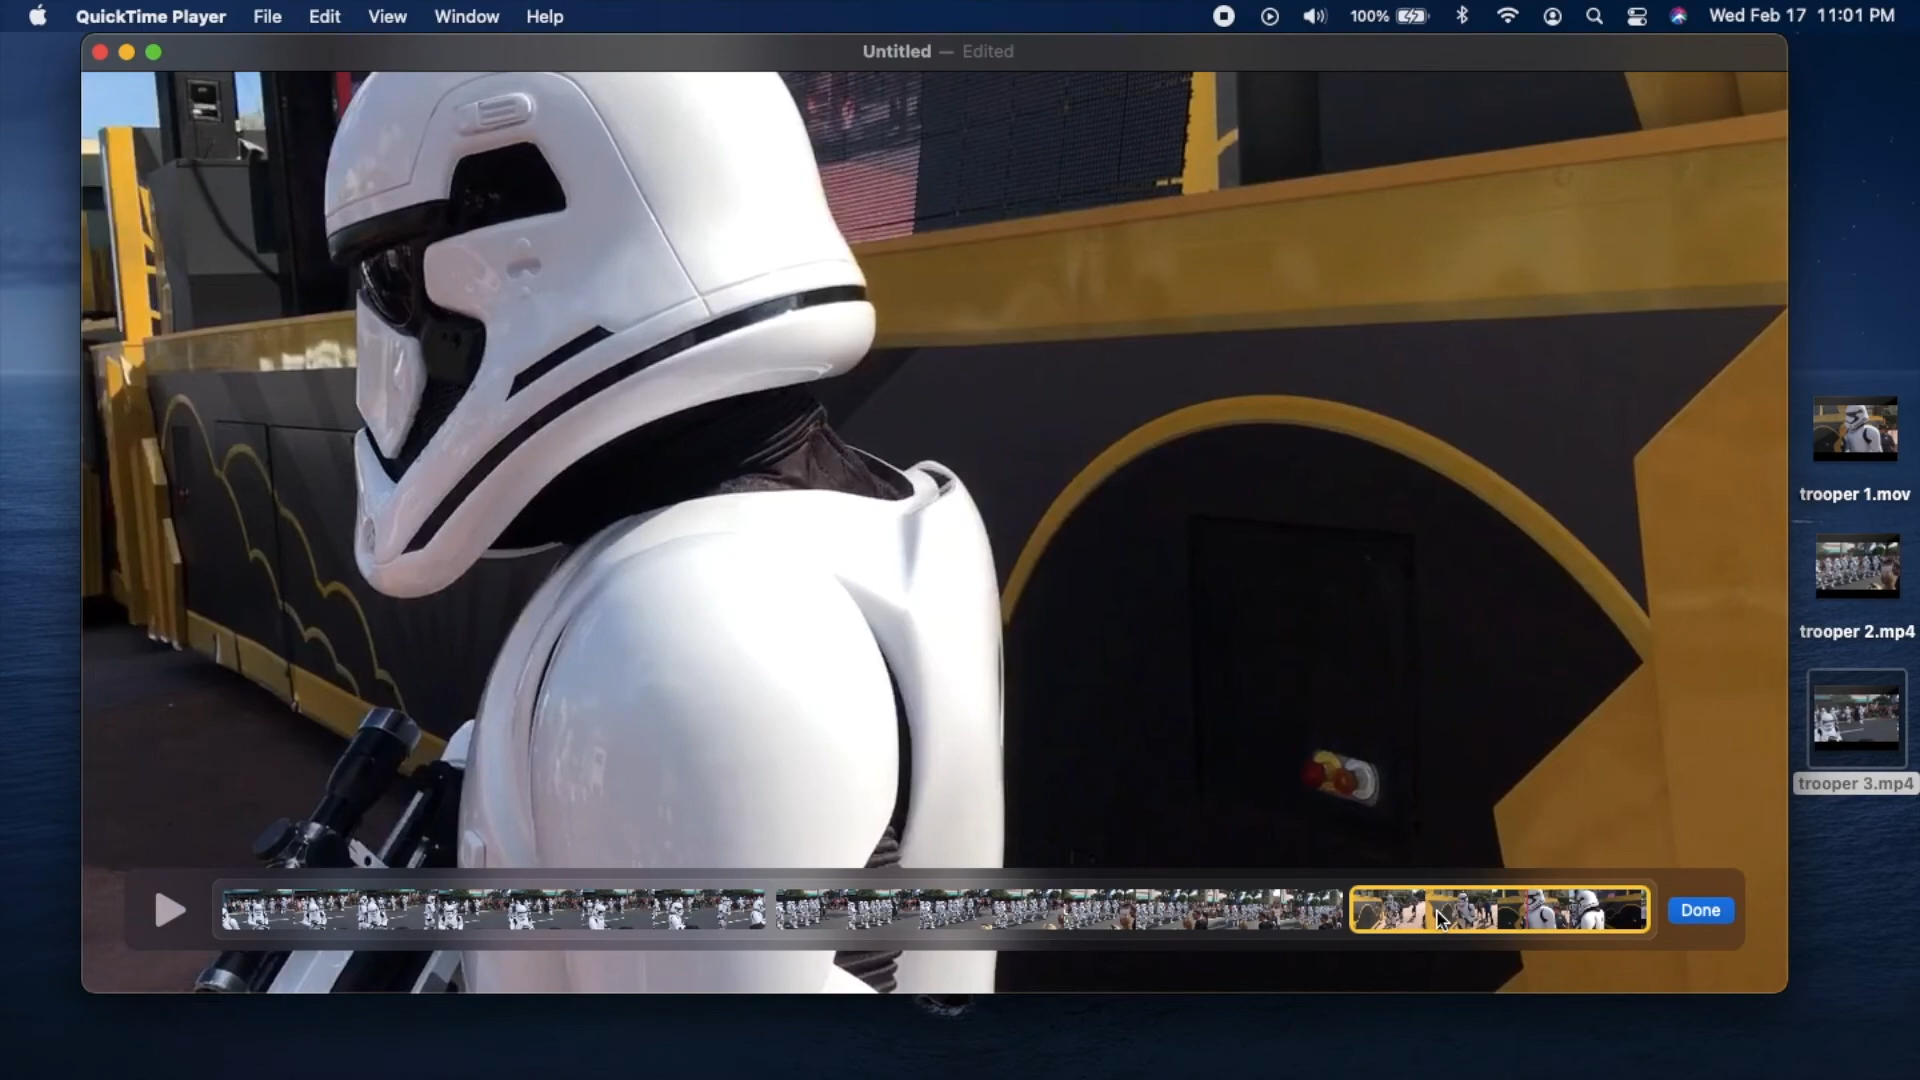 QuickTime Player File Edit View Window Help 100% Wed Feb 17 11:01 PM
Untitled — Edited
trooper 1.mov
trooper 2.mp4
trooper 3.mp4
Done